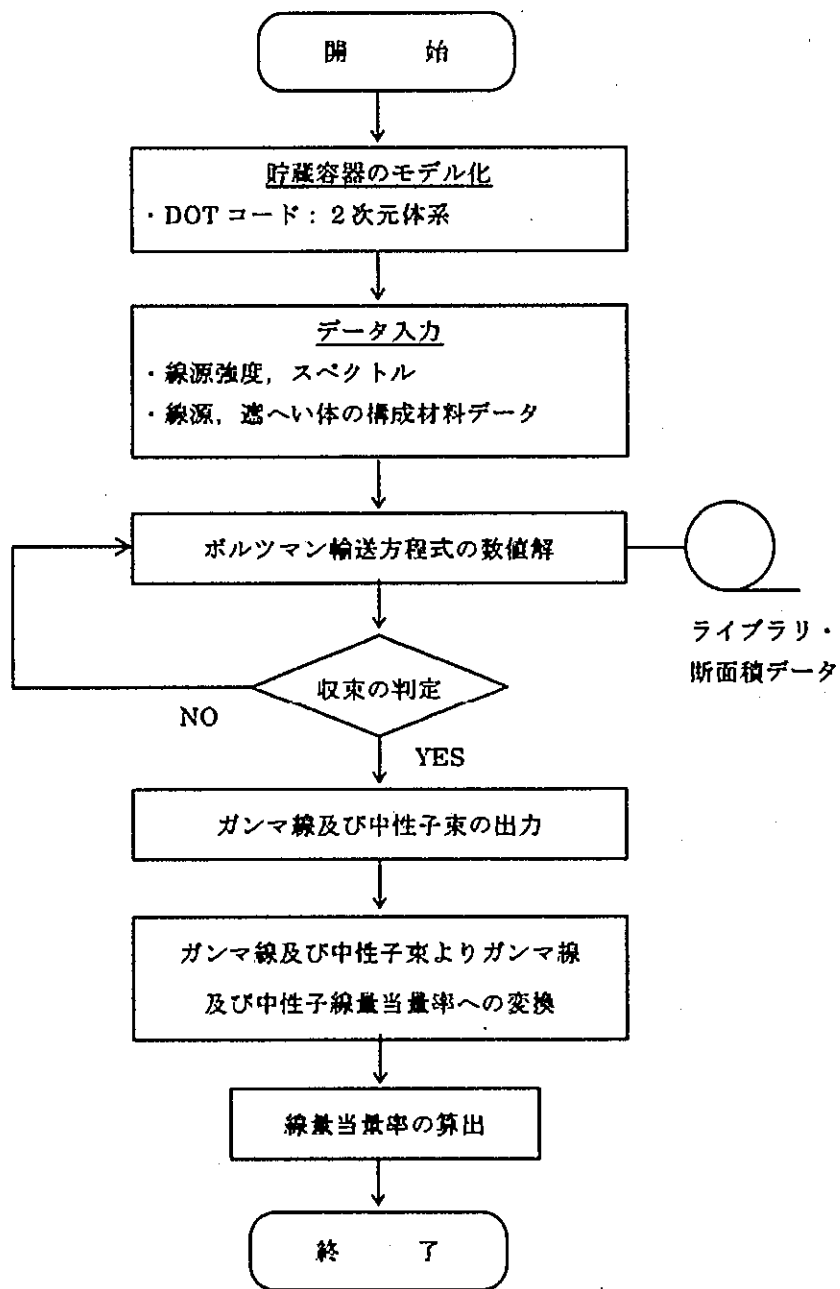 開　始
貯蔵容器のモデル化
・DOT コード：2次元体系
データ入力
・線源強度，スペクトル
・線源，遮へい体の構成材料データ
ボルツマン輸送方程式の数値解
ライブラリ・
断面積データ
収束の判定
NO
YES
ガンマ線及び中性子束の出力
ガンマ線及び中性子束よりガンマ線
及び中性子線量当量率への変換
線量当量率の算出
終　了